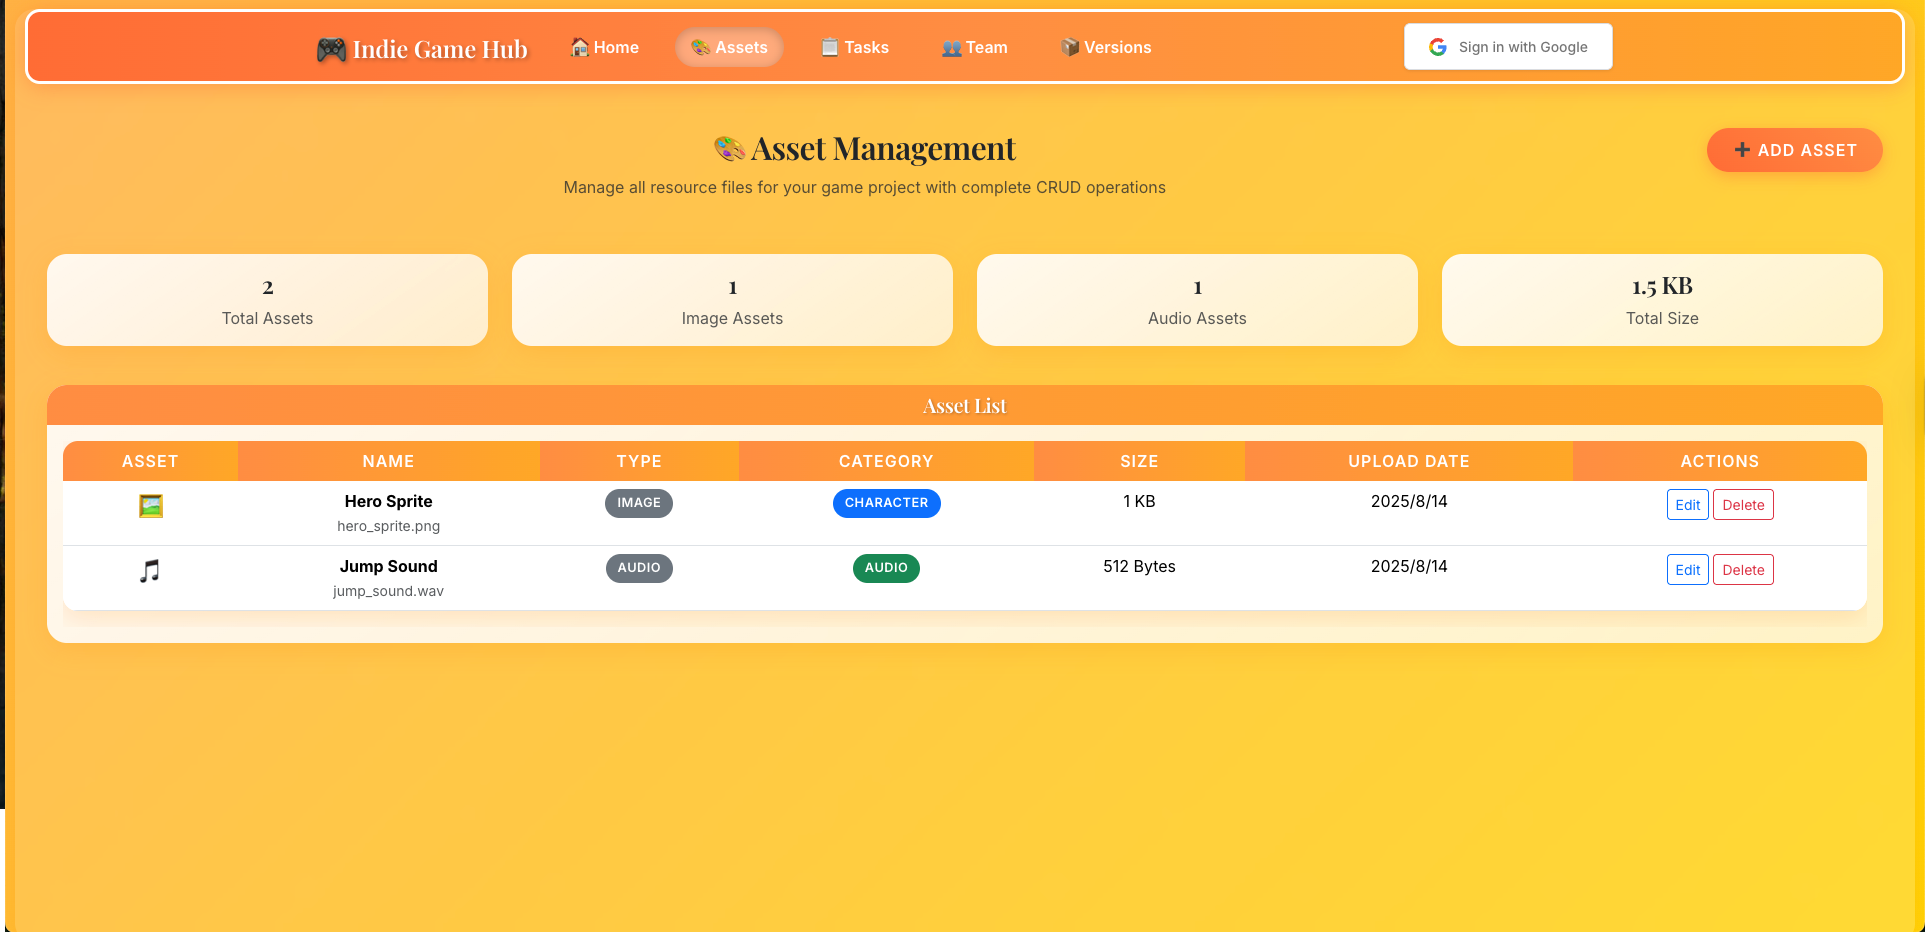 Indie Game Hub
Home
Assets
Tasks
Team
Versions
Sign in with Google
Asset Management
Manage all resource files for your game project with complete CRUD operations
ADD ASSET
2
Total Assets
1
Image Assets
1
Audio Assets
1.5 KB
Total Size
Asset List
ASSET NAME TYPE CATEGORY SIZE UPLOAD DATE ACTIONS
Hero Sprite IMAGE CHARACTER 1 KB 2025/8/14 Edit Delete
hero_sprite.png
Jump Sound AUDIO AUDIO 512 Bytes 2025/8/14 Edit Delete
jump_sound.wav